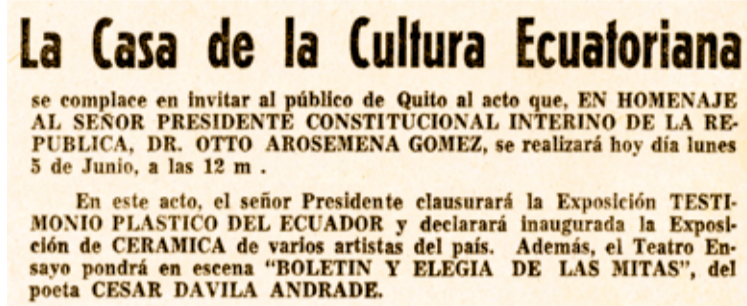 La Casa de la Cultura Ecuatoriana
se complace en invitar al público de Quito al acto que, EN HOMENAJE
AL SEÑOR PRESIDENTE CONSTITUCIONAL INTERINO DE LA RE-
PUBLICA, DR. OTTO AROSEMENA GOMEZ, se realizará hoy día lunes
5 de Junio, a las 12 m .
En este acto, el señor Presidente clausurará la Exposición TESTI-
MONIO PLASTICO DEL ECUADOR y declarará inaugurada la Exposi-
ción de CERAMICA de varios artistas del país. Además, el Teatro En-
sayo pondrá en escena “BOLETIN Y ELEGIA DE LAS MITAS”, del
poeta CESAR DAVILA ANDRADE.